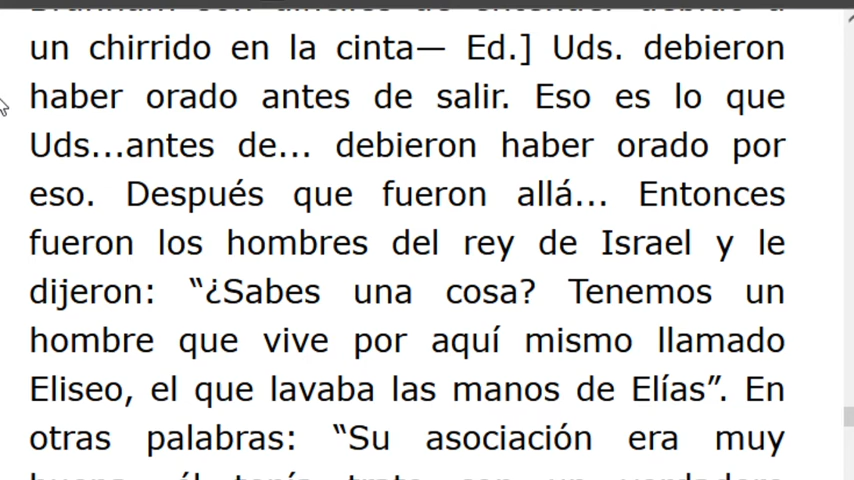 un chirrido en la cinta— Ed.] Uds. debieron
haber orado antes de salir. Eso es lo que
Uds...antes de... debieron haber orado por
eso. Después que fueron allá... Entonces
fueron los hombres del rey de Israel y le
dijeron: “¿Sabes una cosa? Tenemos un
hombre que vive por aquí mismo llamado
Eliseo, el que lavaba las manos de Elías”. En
otras palabras: “Su asociación era muy